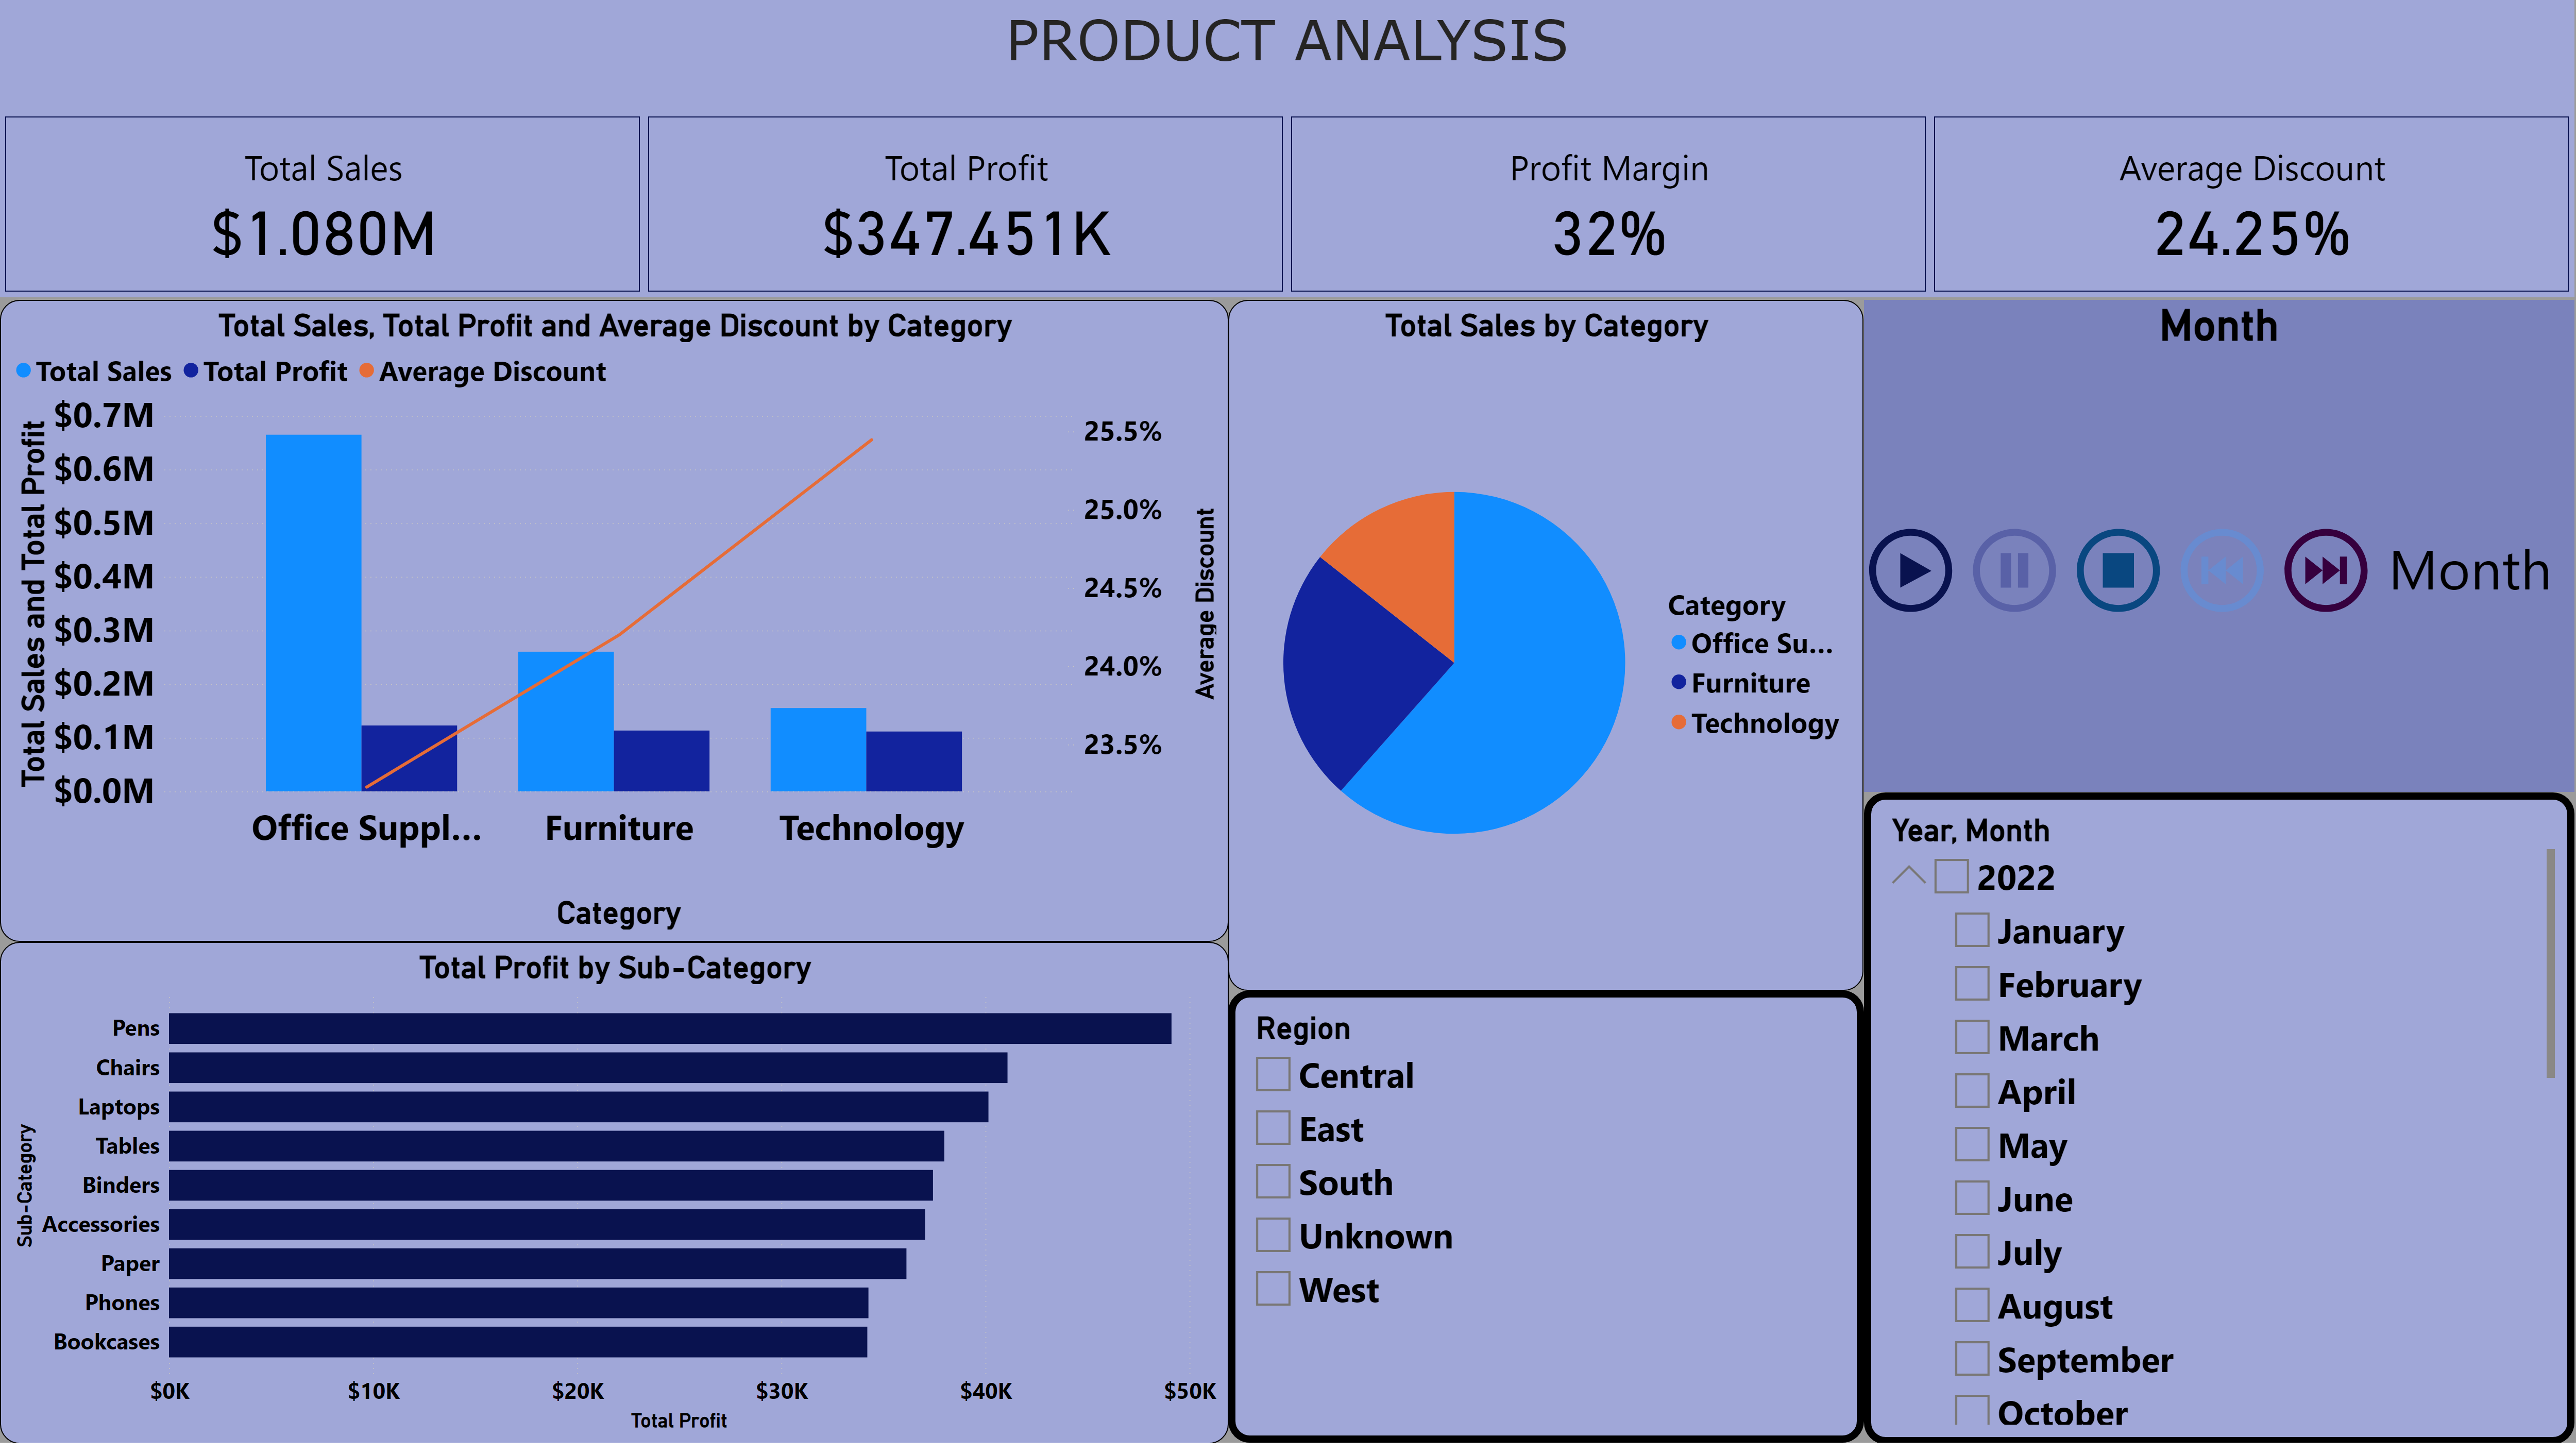 PRODUCT ANALYSIS
Total Sales
$1.080M
Total Profit
$347.451K
Profit Margin
32%
Average Discount
24.25%
Total Sales, Total Profit and Average Discount by Category
Total Sales Total Profit Average Discount
Total Sales and Total Profit
$0.7M
$0.6M
$0.5M
$0.4M
$0.3M
$0.2M
$0.1M
$0.0M
25.5%
25.0%
24.5%
24.0%
23.5%
Average Discount
Office Suppl... Furniture Technology
Category
Total Sales by Category
Category
Office Su...
Furniture
Technology
Month
Month
Total Profit by Sub-Category
Sub-Category
Pens
Chairs
Laptops
Tables
Binders
Accessories
Paper
Phones
Bookcases
$0K $10K $20K $30K $40K $50K
Total Profit
Region
Central
East
South
Unknown
West
Year, Month
2022
January
February
March
April
May
June
July
August
September
October